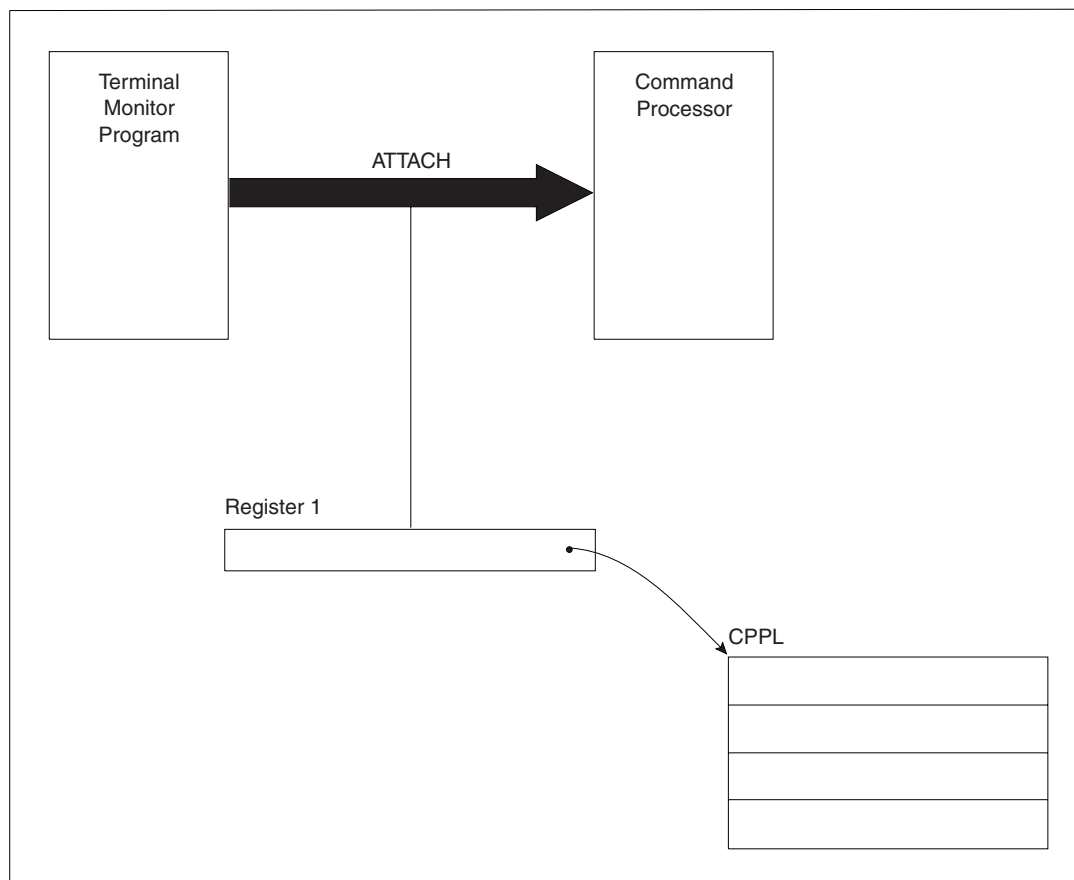 Terminal
Monitor
Program
Command
Processor
ATTACH
Register 1
CPPL